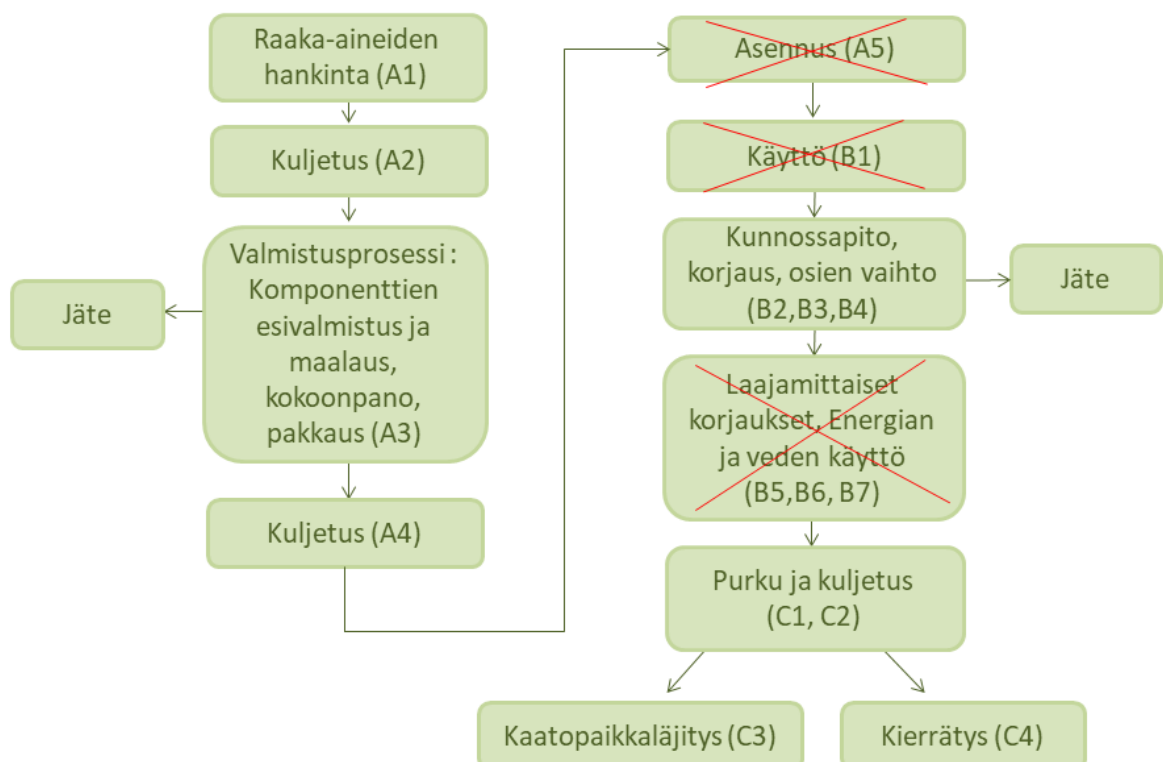 Raaka-aineiden
hankinta (A1)
Kuljetus (A2)
Valmistusprosessi :
Komponenttien
esivalmistus ja
maalaus,
kokoonpano,
pakkaus (A3)
Jäte
Kuljetus (A4)
Asennus (A5)
Käyttö (B1)
Kunnossapito,
korjaus, osien vaihto
(B2,B3,B4)
Jäte
Laajamittaiset
korjaukset, Energian
ja veden käyttö
(B5,B6, B7)
Purku ja kuljetus
(C1, C2)
Kaatopaikkaläjitys (C3)
Kierrätys (C4)